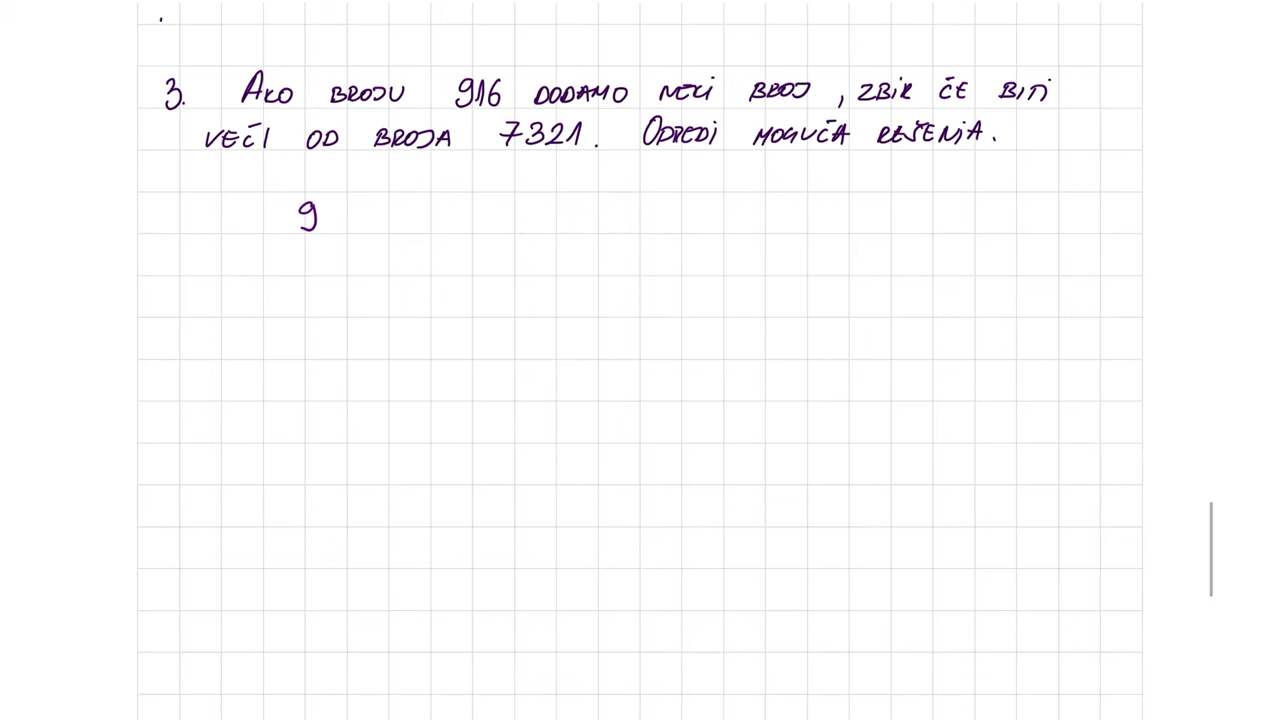 3. AKO BROJU 916 DODAMO NEKI BROJ, ZBIR ĆE BITI
VEĆI OD BROJA 7321. ODREDI MOGUĆA REŠENJA.
9